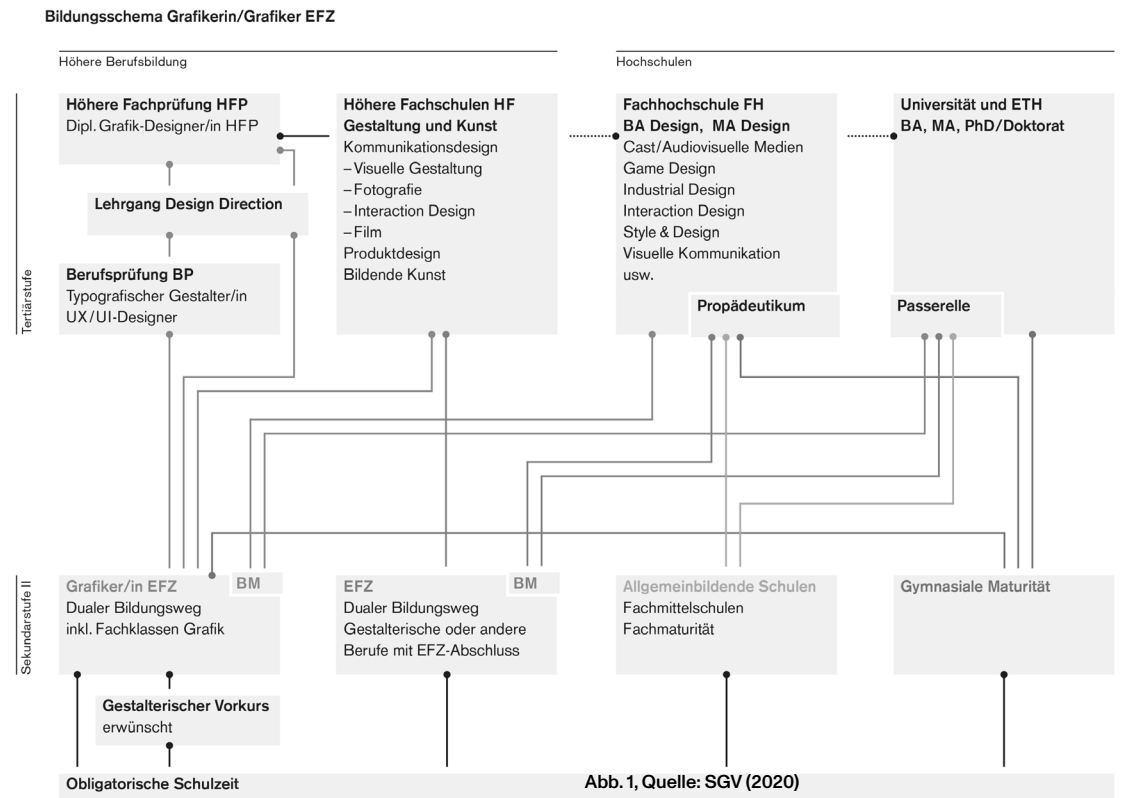 Bildungsschema Grafikerin/Grafiker EFZ
Höhere Berufsbildung
Hochschulen
Tertiärstufe
Höhere Fachprüfung HFP
Dipl. Grafik-Designer/in HFP
Lehrgang Design Direction
Berufsprüfung BP
Typografischer Gestalter/in
UX/UI-Designer
Höhere Fachschulen HF
Gestaltung und Kunst
Kommunikationsdesign
– Visuelle Gestaltung
– Fotografie
– Interaction Design
– Film
Produktdesign
Bildende Kunst
Fachhochschule FH
BA Design, MA Design
Cast/Audiovisuelle Medien
Game Design
Industrial Design
Interaction Design
Style & Design
Visuelle Kommunikation
usw.
Propädeutikum
Universität und ETH
BA, MA, PhD/Doktorat
Passerelle
Sekundarstufe II
Grafiker/in EFZ
BM
Dualer Bildungsweg
inkl. Fachklassen Grafik
EFZ
BM
Dualer Bildungsweg
Gestalterische oder andere
Berufe mit EFZ-Abschluss
Allgemeinbildende Schulen
Fachmittelschulen
Fachmaturität
Gymnasiale Maturität
Gestalterischer Vorkurs
erwünscht
Obligatorische Schulzeit
Abb. 1, Quelle: SGV (2020)